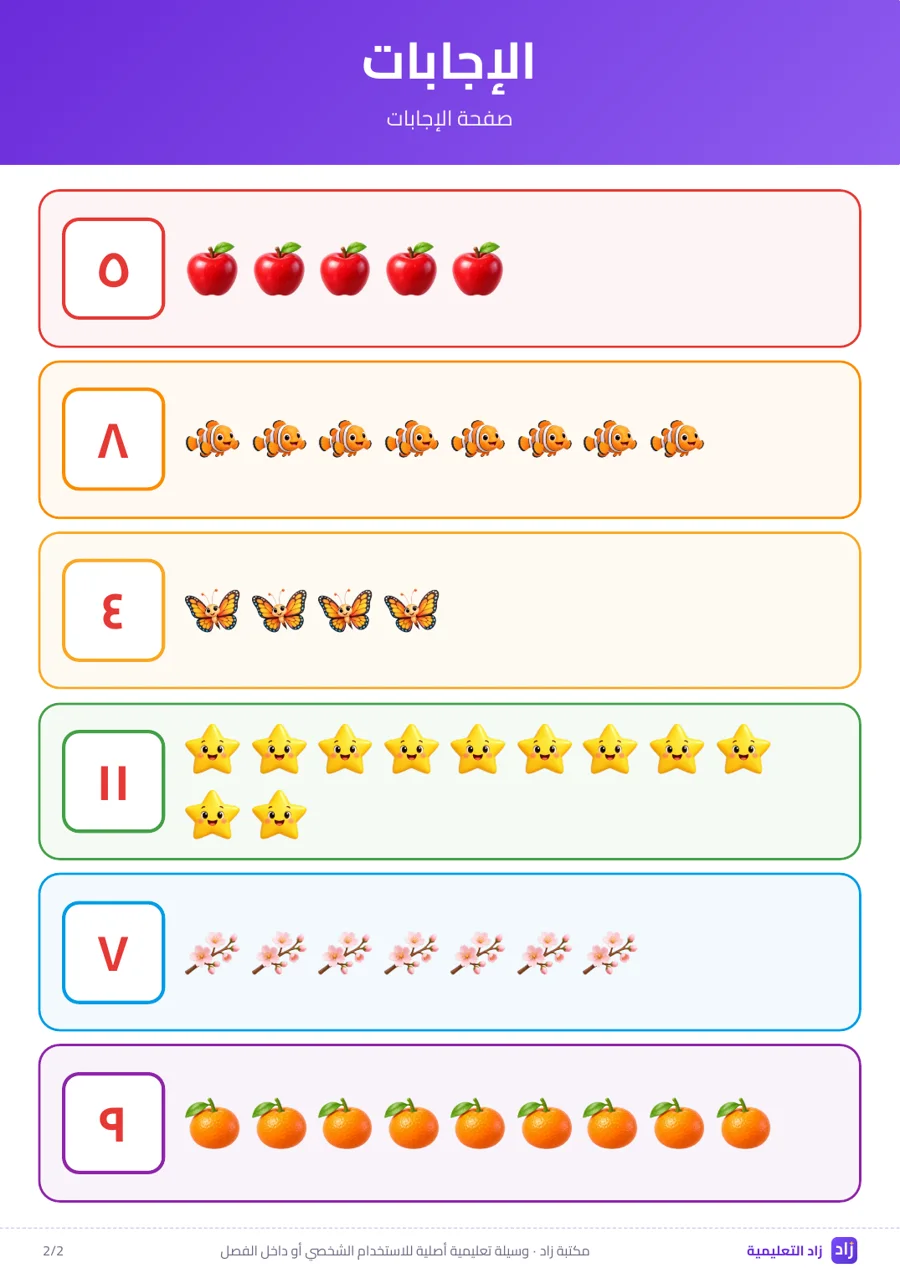 الإجابات
صفحة الإجابات
٥
٨
٤
١١
٧
٩
زاد زاد التعليمية
مكتبة زاد · وسيلة تعليمية أصلية للاستخدام الشخصي أو داخل الفصل
2/2